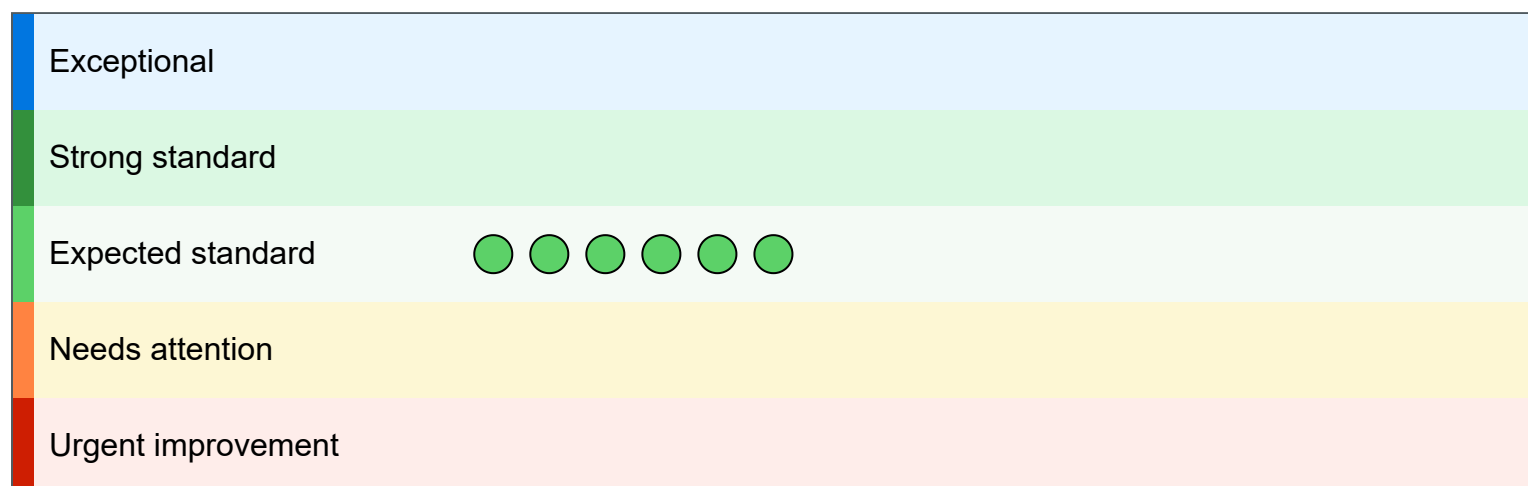 Exceptional
Strong standard
Expected standard
Needs attention
Urgent improvement